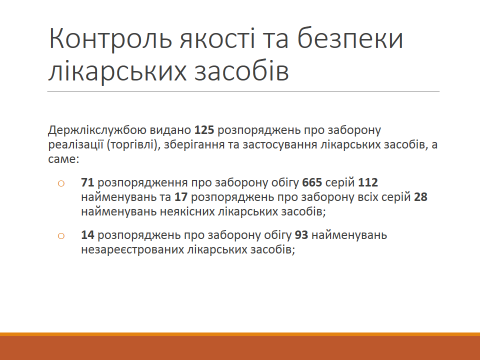 Контроль якості та безпеки
лікарських засобів
Держлікслужбою видано 125 розпоряджень про заборону
реалізації (торгівлі), зберігання та застосування лікарських засобів, а
саме:
o 71 розпорядження про заборону обігу 665 серій 112
найменувань та 17 розпоряджень про заборону всіх серій 28
найменувань неякісних лікарських засобів;
o 14 розпоряджень про заборону обігу 93 найменувань
незареєстрованих лікарських засобів;